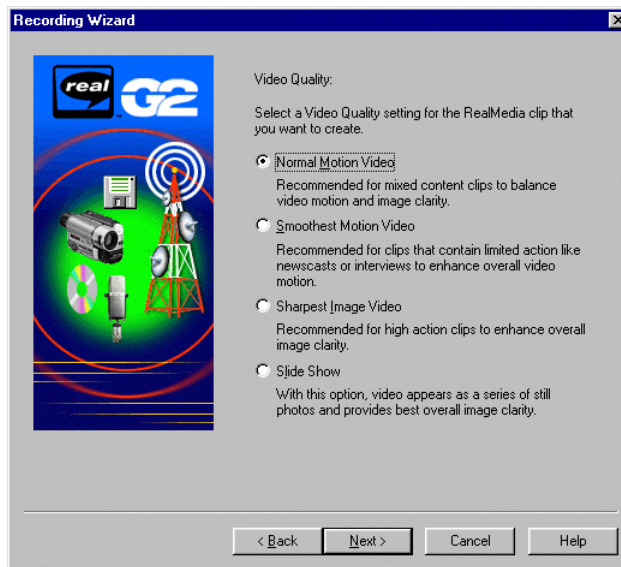 Recording Wizard
real
G2
Video Quality:
Select a Video Quality setting for the RealMedia clip that
you want to create.
Normal Motion Video
Recommended for mixed content clips to balance
video motion and image clarity.
Smoothest Motion Video
Recommended for clips that contain limited action like
newscasts or interviews to enhance overall video
motion.
Sharpest Image Video
Recommended for high action clips to enhance overall
image clarity.
Slide Show
With this option, video appears as a series of still
photos and provides best overall image clarity.
< Back
Next >
Cancel
Help